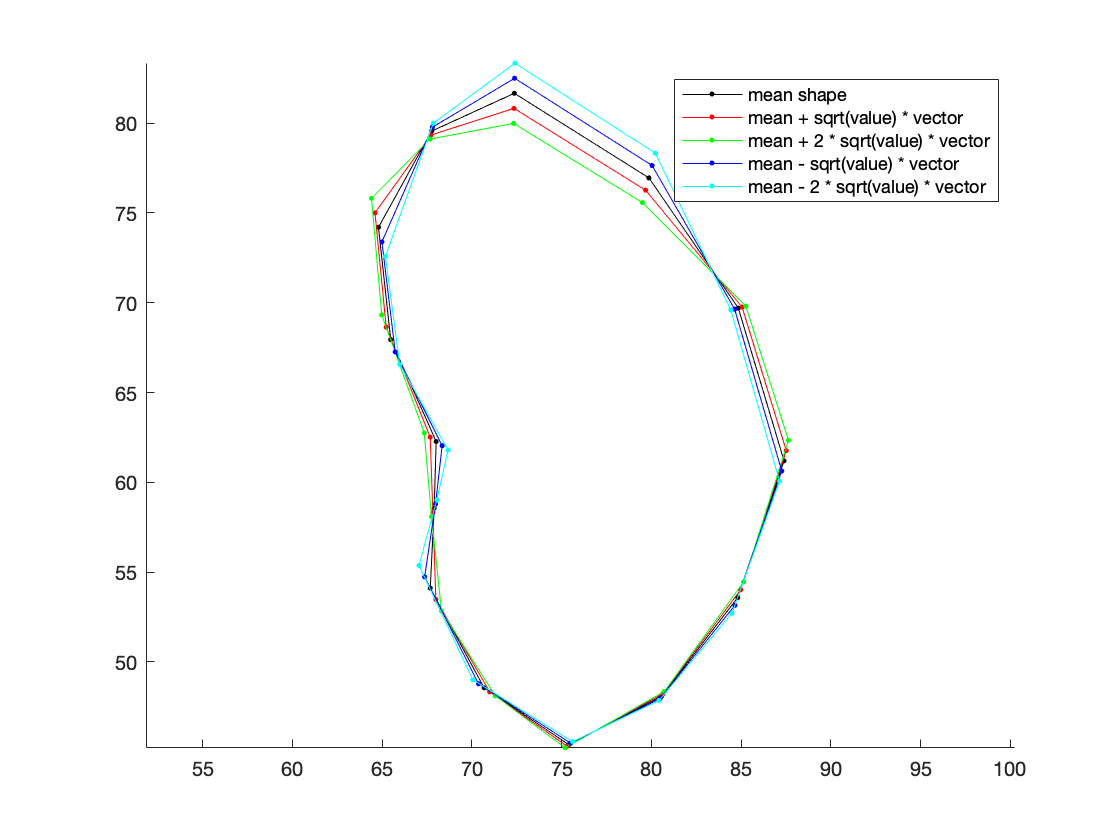 mean shape
mean + sqrt(value) * vector
mean + 2 * sqrt(value) * vector
mean - sqrt(value) * vector
mean - 2 * sqrt(value) * vector
80
75
70
65
60
55
50
55 60 65 70 75 80 85 90 95 100